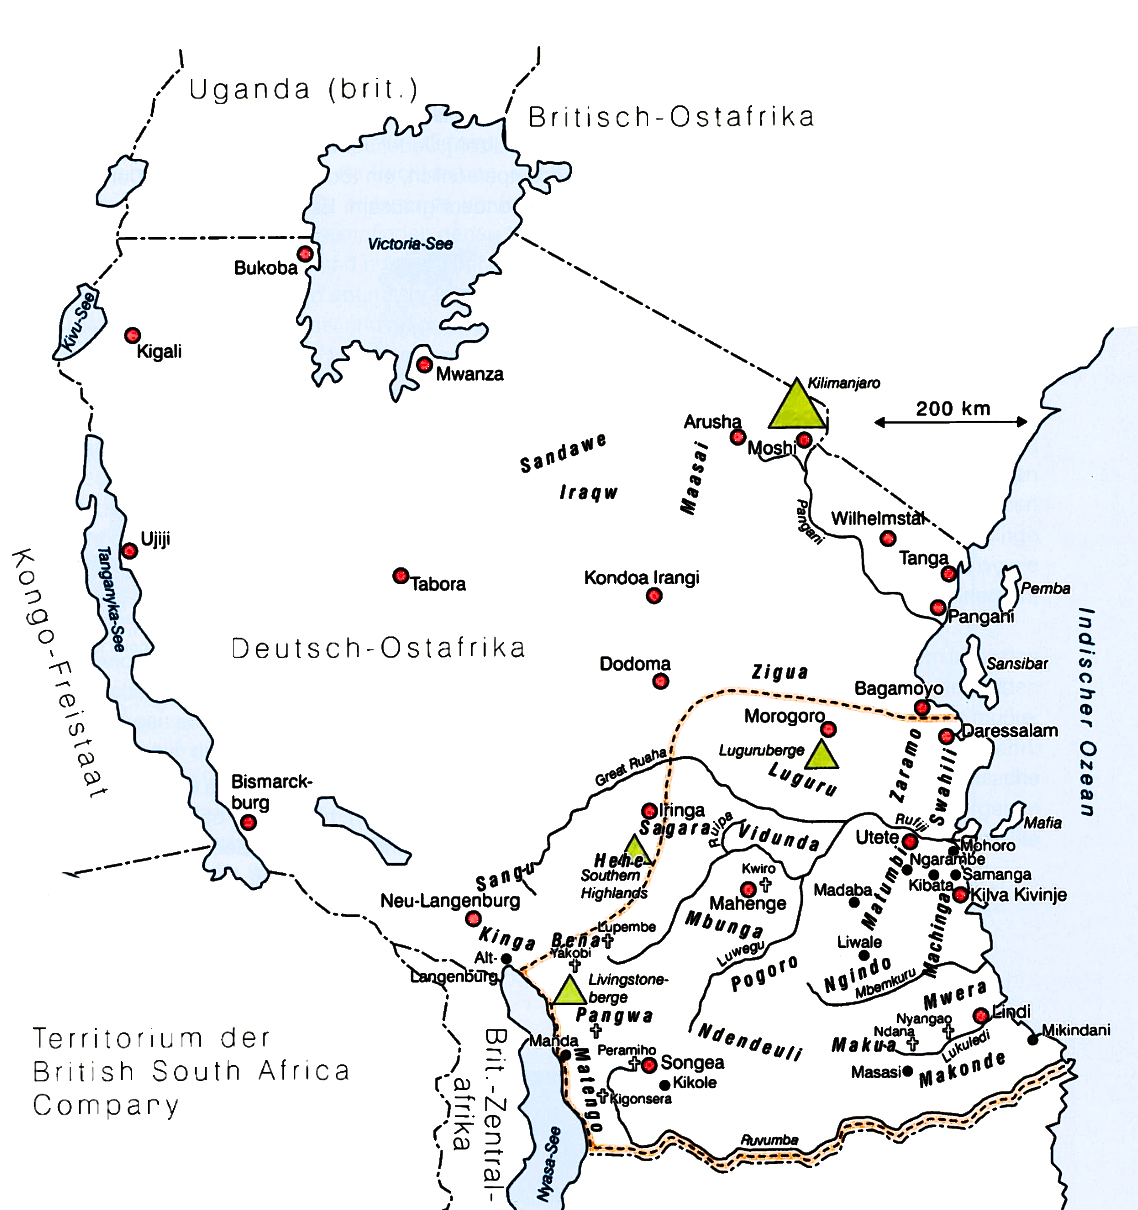 Uganda (brit.)
Britisch-Ostafrika
Victoria-See
Bukoba
Kivu-See
Kigali
Mwanza
Kilimanjaro
200 km
Arusha
Moshi
Sandawe
Iraqw
Maasai
Pangani
Wilhelmstal
Tanga
Ujiji
Tanganyika-See
Tabora
Kondoa Irangi
Pemba
Pangani
Kongo-Freistaat
Deutsch-Ostafrika
Indischer Ozean
Sansibar
Dodoma
Zigua
Bagamoyo
Morogoro
Daressalam
Luguruberge
Luguru
Zaramo
Swahili
Great Ruaha
Bismarck-
burg
Iringa
Sagara
Ruipa
Vidunda
Rufiji
Mafia
Utete
Mohoro
Ngarambe
Hehe
Southern
Highlands
Sangu
Kwiro
Mahenge
Madaba
Matumbi
Kibata
Samanga
Kilva Kivinje
Neu-Langenburg
Kinga
Bena
Lupembe
Yakobi
Mbunga
Luwegu
Liwale
Machinga
Alt-
Langenburg
Livingstone-
berge
Pogoro
Ngindo
Mbemkuru
Mwera
Pangwa
Nyangao
Lindi
Ndana
Mikindani
Territorium der
British South Africa
Company
Brit.-Zentral-
afrika
Manda
Matengo
Peramiho
Songea
Kikole
Kigonsera
Ndendeuli
Makua
Lukuledi
Masasi
Makonde
Ruvumba
Nyasa-See